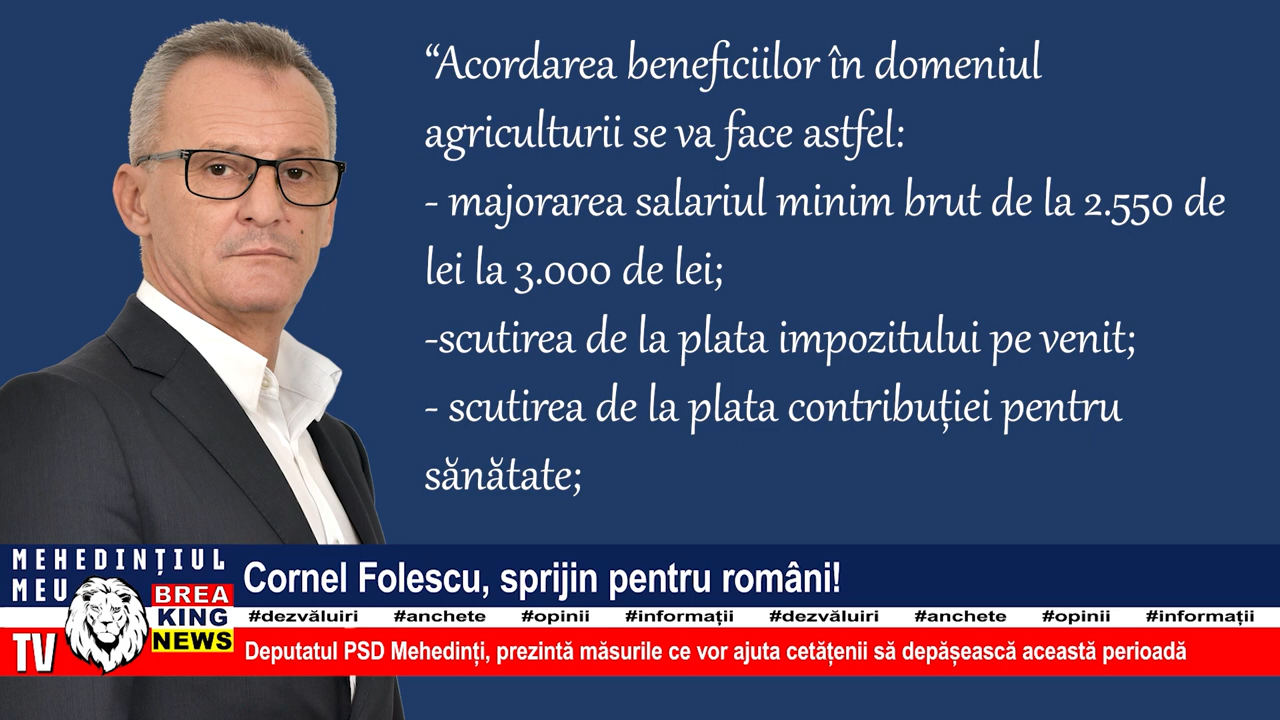 “Acordarea beneficiilor în domeniul
agriculturii se va face astfel:
- majorarea salariul minim brut de la 2.550 de
lei la 3.000 de lei;
-scutirea de la plata impozitului pe venit;
- scutirea de la plata contribuției pentru
sănătate;
MEHEDINȚIUL
MEU
TV
BREA
KING
NEWS
Cornel Folescu, sprijin pentru români!
#dezvăluiri #anchete #opinii #informații #dezvăluiri #anchete #opinii #informații
Deputatul PSD Mehedinți, prezintă măsurile ce vor ajuta cetățenii să depășească această perioadă